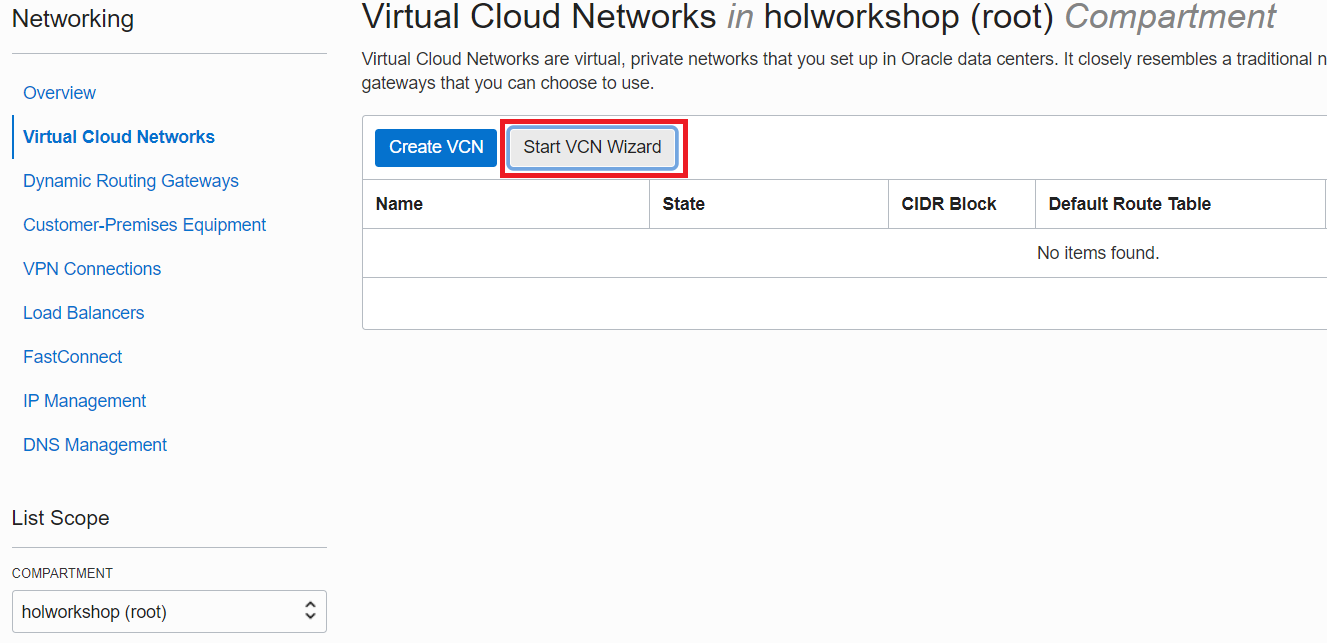 Networking
Overview
Virtual Cloud Networks
Dynamic Routing Gateways
Customer-Premises Equipment
VPN Connections
Load Balancers
FastConnect
IP Management
DNS Management
List Scope
COMPARTMENT
holworkshop (root)
Virtual Cloud Networks in holworkshop (root) Compartment
Virtual Cloud Networks are virtual, private networks that you set up in Oracle data centers. It closely resembles a traditional n
gateways that you can choose to use.
Create VCN Start VCN Wizard
Name State CIDR Block Default Route Table
No items found.